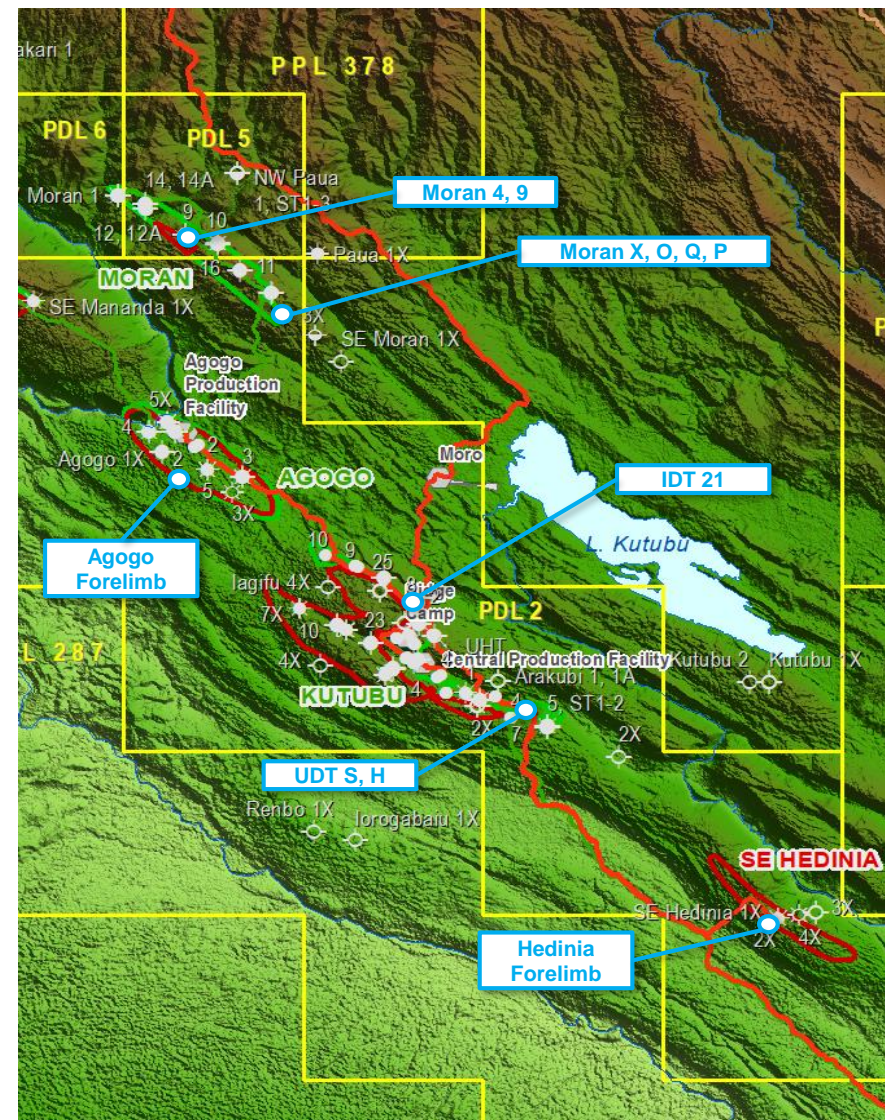 akari 1
PPL 378
PDL 6
PDL 5
Moran 1
14, 14A
NW Paua
1, ST1-3
Moran 4, 9
9
10
12, 12A
Paua 1X
Moran X, O, Q, P
MORAN
16
11
SE Mananda 1X
SE Moran 1X
Agogo
Production
Facility
5X
4
2
Agogo 1X
2
3
AGOGO
Moro
5
3X
IDT 21
L. Kutubu
Agogo
Forelimb
10
9
25
Iagifu 4X
Camp
PDL 2
7X
10
23
UHT
L 287
4X
Central Production Facility
Kutubu 2
Kutubu 1X
Arakubi 1, 1A
KUTUBU
4
4
5, ST1-2
2X
7
2X
UDT S, H
Renbo 1X
Iorogabaiu 1X
SE HEDINIA
SE Hedinia 1X
3X
2X
4X
Hedinia
Forelimb